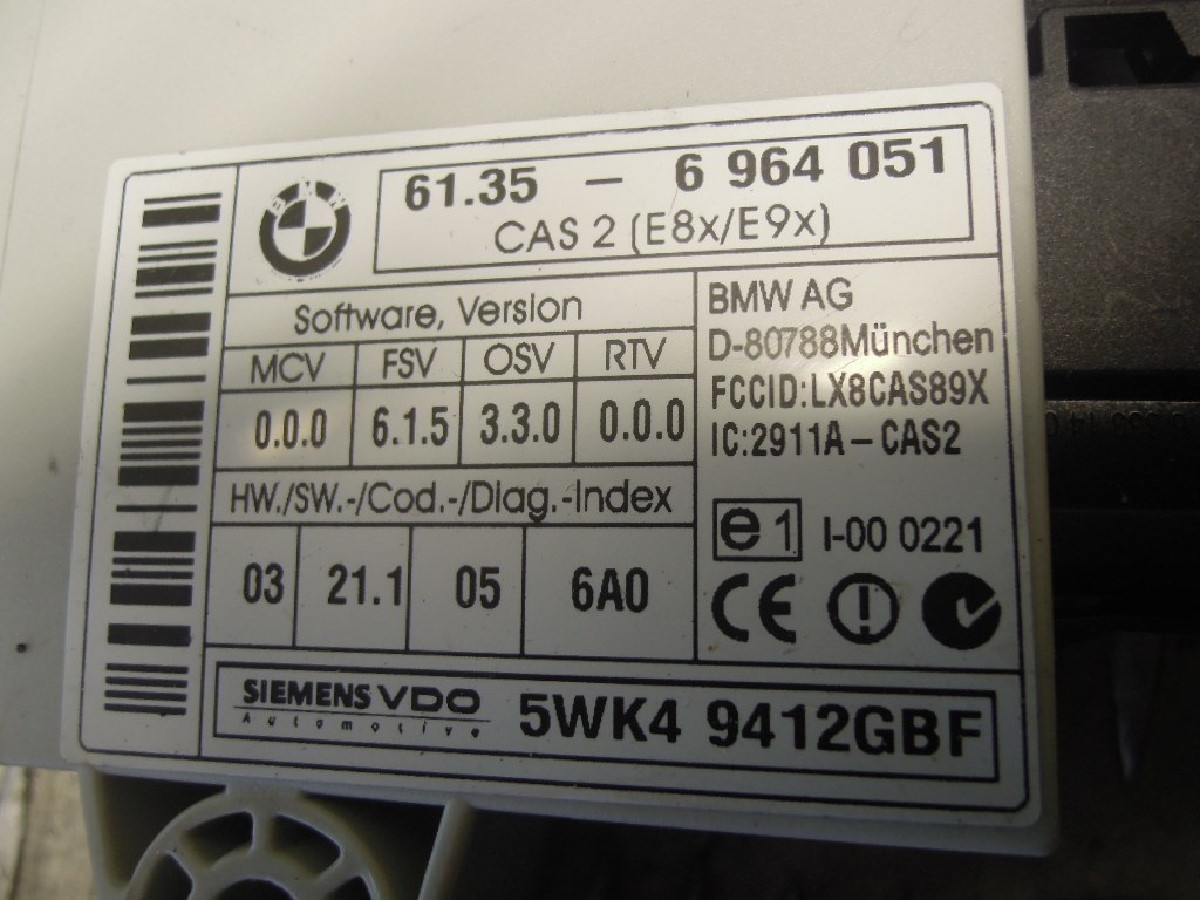 BMW
61.35 – 6 964 051
CAS 2 (E8x/E9x)
Software, Version
MCV FSV OSV RTV
0.0.0 6.1.5 3.3.0 0.0.0
HW./SW.-/Cod.-/Diag.-Index
03 21.1 05 6A0
BMW AG
D-80788München
FCCID:LX8CAS89X
IC:2911A-CAS2
e1 I-00 0221
CE
SIEMENS VDO
Automotive
5WK4 9412GBF